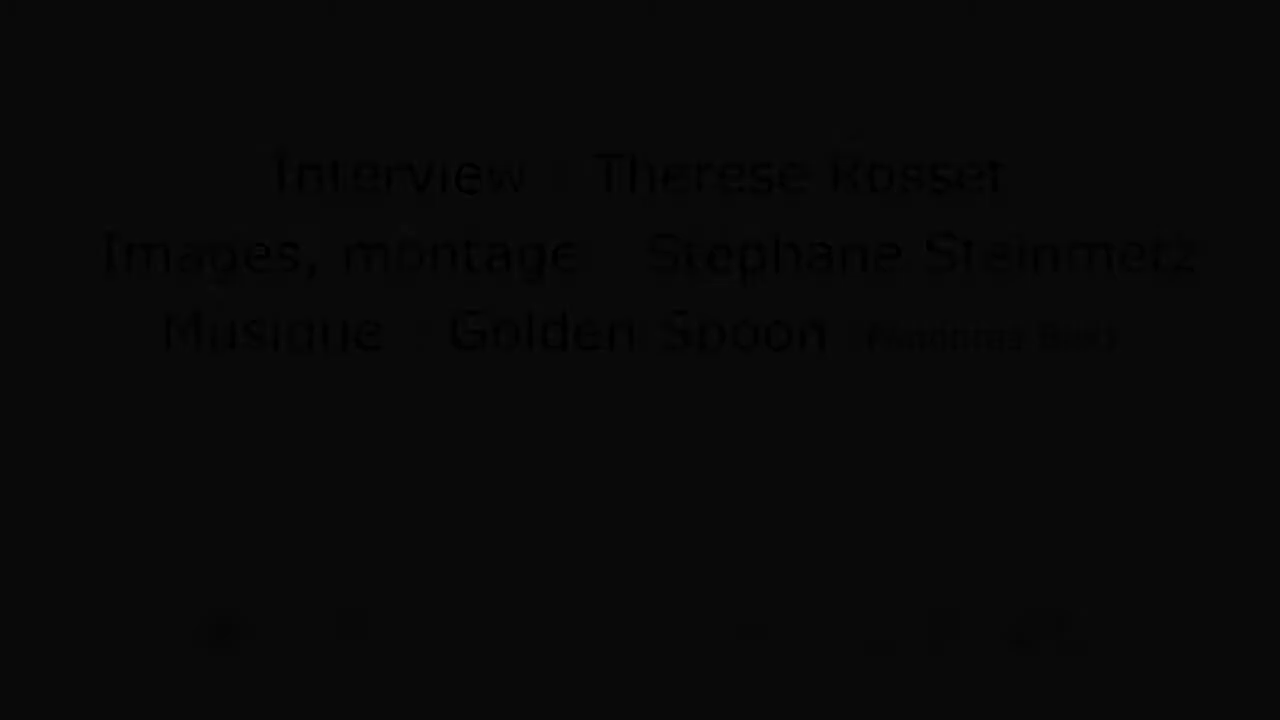 Interview : Therese Rosset
Images, montage : Stephane Steinmetz
Musique : Golden Spoon